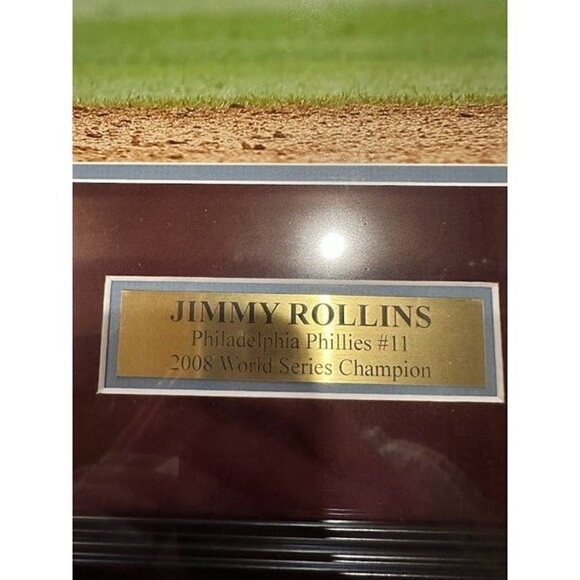 JIMMY ROLLINS
Philadelphia Phillies #11
2008 World Series Champion